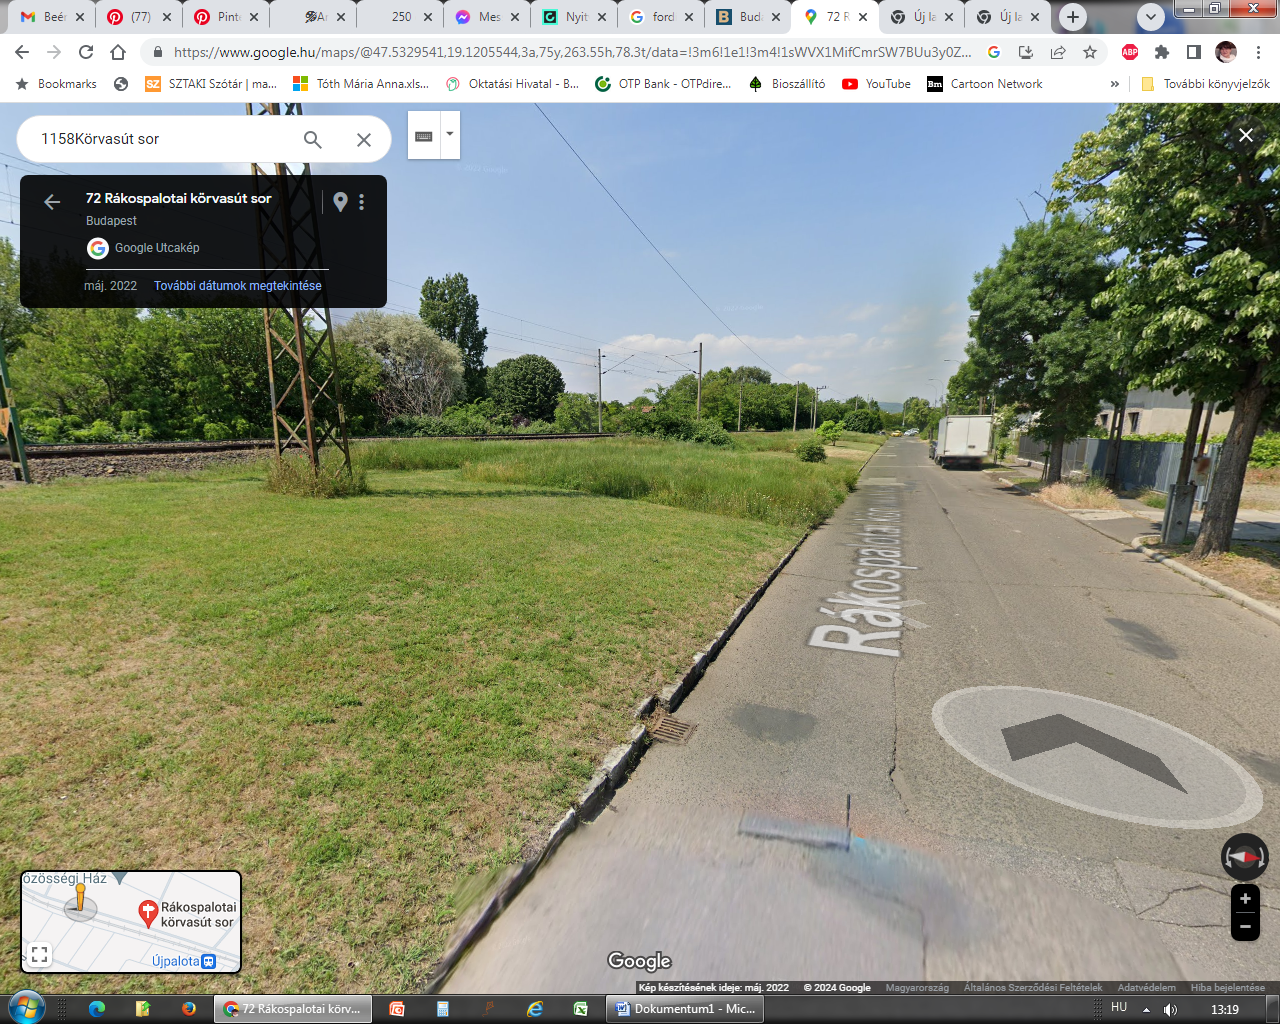 Beér
(77)
Pint
Ar
250
Mes
Nyit
ford
Bud
72 R
Új la
Új la
https://www.google.hu/maps/@47.5329541,19.1205544,3a,75y,263.55h,78.3t/data=!3m6!1e1!3m4!1sWVX1MifCmrSW7BUu3y0Z...
ABP
Bookmarks
SZ SZTAKI Szótár | ma...
Tóth Mária Anna.xls...
Oktatási Hivatal - B...
OTP Bank - OTPdire...
Bioszállító
YouTube
Bm Cartoon Network
»
További könyvjelzők
1158Körvasút sor
72 Rákospalotai körvasút sor
Budapest
Google Utcakép
máj. 2022 További dátumok megtekintése
Rákospalotai Kör
özösségi Ház
Rákospalotai
körvasút sor
Újpalota
Google
Kép készítésének ideje: máj. 2022 © 2024 Google Magyarország Általános Szerződési Feltételek Adatvédelem Hiba bejelentése
72 Rákospalotai körv...
Dokumentum1 - Mic...
HU
13:19